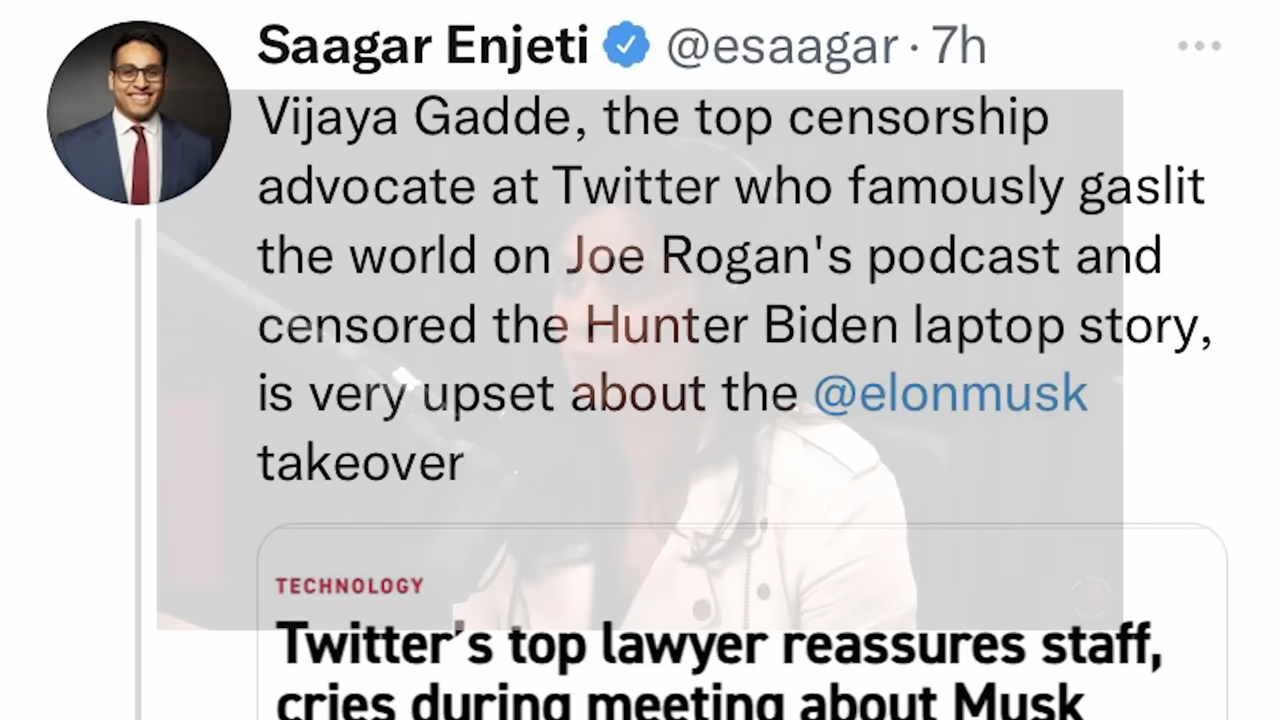 Saagar Enjeti @esaagar · 7h
Vijaya Gadde, the top censorship
advocate at Twitter who famously gaslit
the world on Joe Rogan's podcast and
censored the Hunter Biden laptop story,
is very upset about the @elonmusk
takeover
TECHNOLOGY
Twitter's top lawyer reassures staff,
cries during meeting about Musk